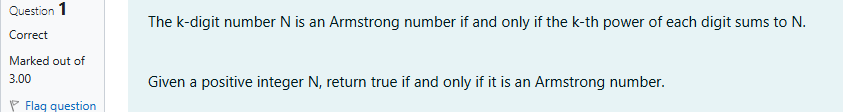 Question 1
Correct
Marked out of
3.00
Flag question
The k-digit number N is an Armstrong number if and only if the k-th power of each digit sums to N.
Given a positive integer N, return true if and only if it is an Armstrong number.